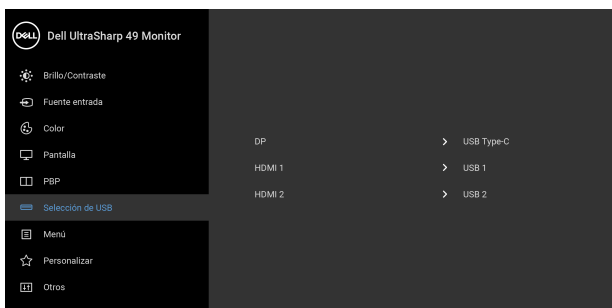 DELL Dell UltraSharp 49 Monitor
Brillo/Contraste
Fuente entrada
Color
Pantalla
PBP
Selección de USB
Menú
Personalizar
Otros
DP > USB Type-C
HDMI 1 > USB 1
HDMI 2 > USB 2